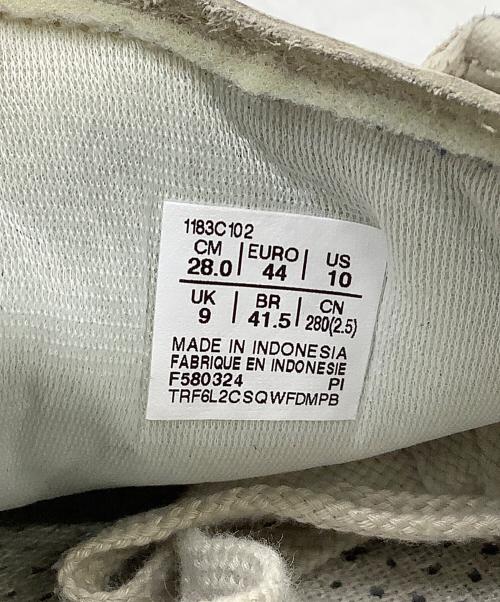 1183C102
CM EURO US
28.0 44 10
UK BR CN
9 41.5 280(2.5)
MADE IN INDONESIA
FABRIQUE EN INDONESIE
F580324 PI
TRF6L2CSQWFDMPB